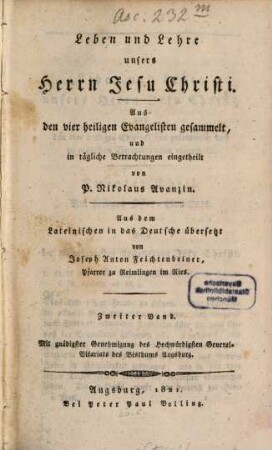 Asc. 232 m
Leben und Lehre
unsers
Herrn Jesu Christi.
Aus
den vier heiligen Evangelisten gesammelt,
und
in tägliche Betrachtungen eingetheilt
von
P. Nikolaus Avanzin.
Aus dem
Lateinischen in das Deutsche übersetzt
von
Joseph Anton Feichtenbeiner,
Pfarrer zu Reimlingen im Ries.
Zweiter Band.
Mit gnädigster Genehmigung des Hochwürdigsten General-
Vikariats des Bisthums Augsburg.
Augsburg, 1821.
Bei Peter Paul Bolling.